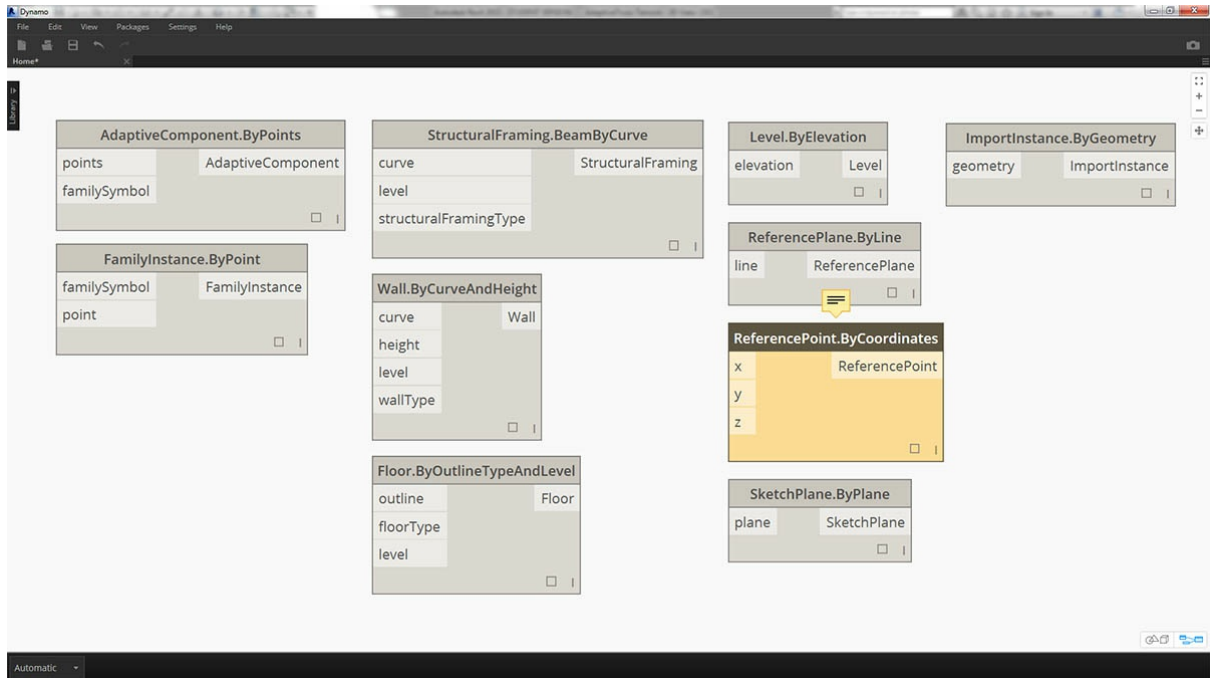 Dynamo
File Edit View Packages Settings Help
Home*
Library
AdaptiveComponent.ByPoints
points AdaptiveComponent
familySymbol
FamilyInstance.ByPoint
familySymbol FamilyInstance
point
StructuralFraming.BeamByCurve
curve StructuralFraming
level
structuralFramingType
Wall.ByCurveAndHeight
curve Wall
height
level
wallType
Floor.ByOutlineTypeAndLevel
outline Floor
floorType
level
Level.ByElevation
elevation Level
ReferencePlane.ByLine
line ReferencePlane
ReferencePoint.ByCoordinates
x ReferencePoint
y
z
SketchPlane.ByPlane
plane SketchPlane
ImportInstance.ByGeometry
geometry ImportInstance
Automatic